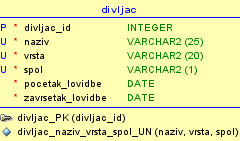 divljac
P * divljac_id INTEGER
U * naziv VARCHAR2 (25)
U * vrsta VARCHAR2 (20)
U * spol VARCHAR2 (1)
* pocetak_lovidbe DATE
* zavrsetak_lovidbe DATE
divljac_PK (divljac_id)
divljac_naziv_vrsta_spol_UN (naziv, vrsta, spol)